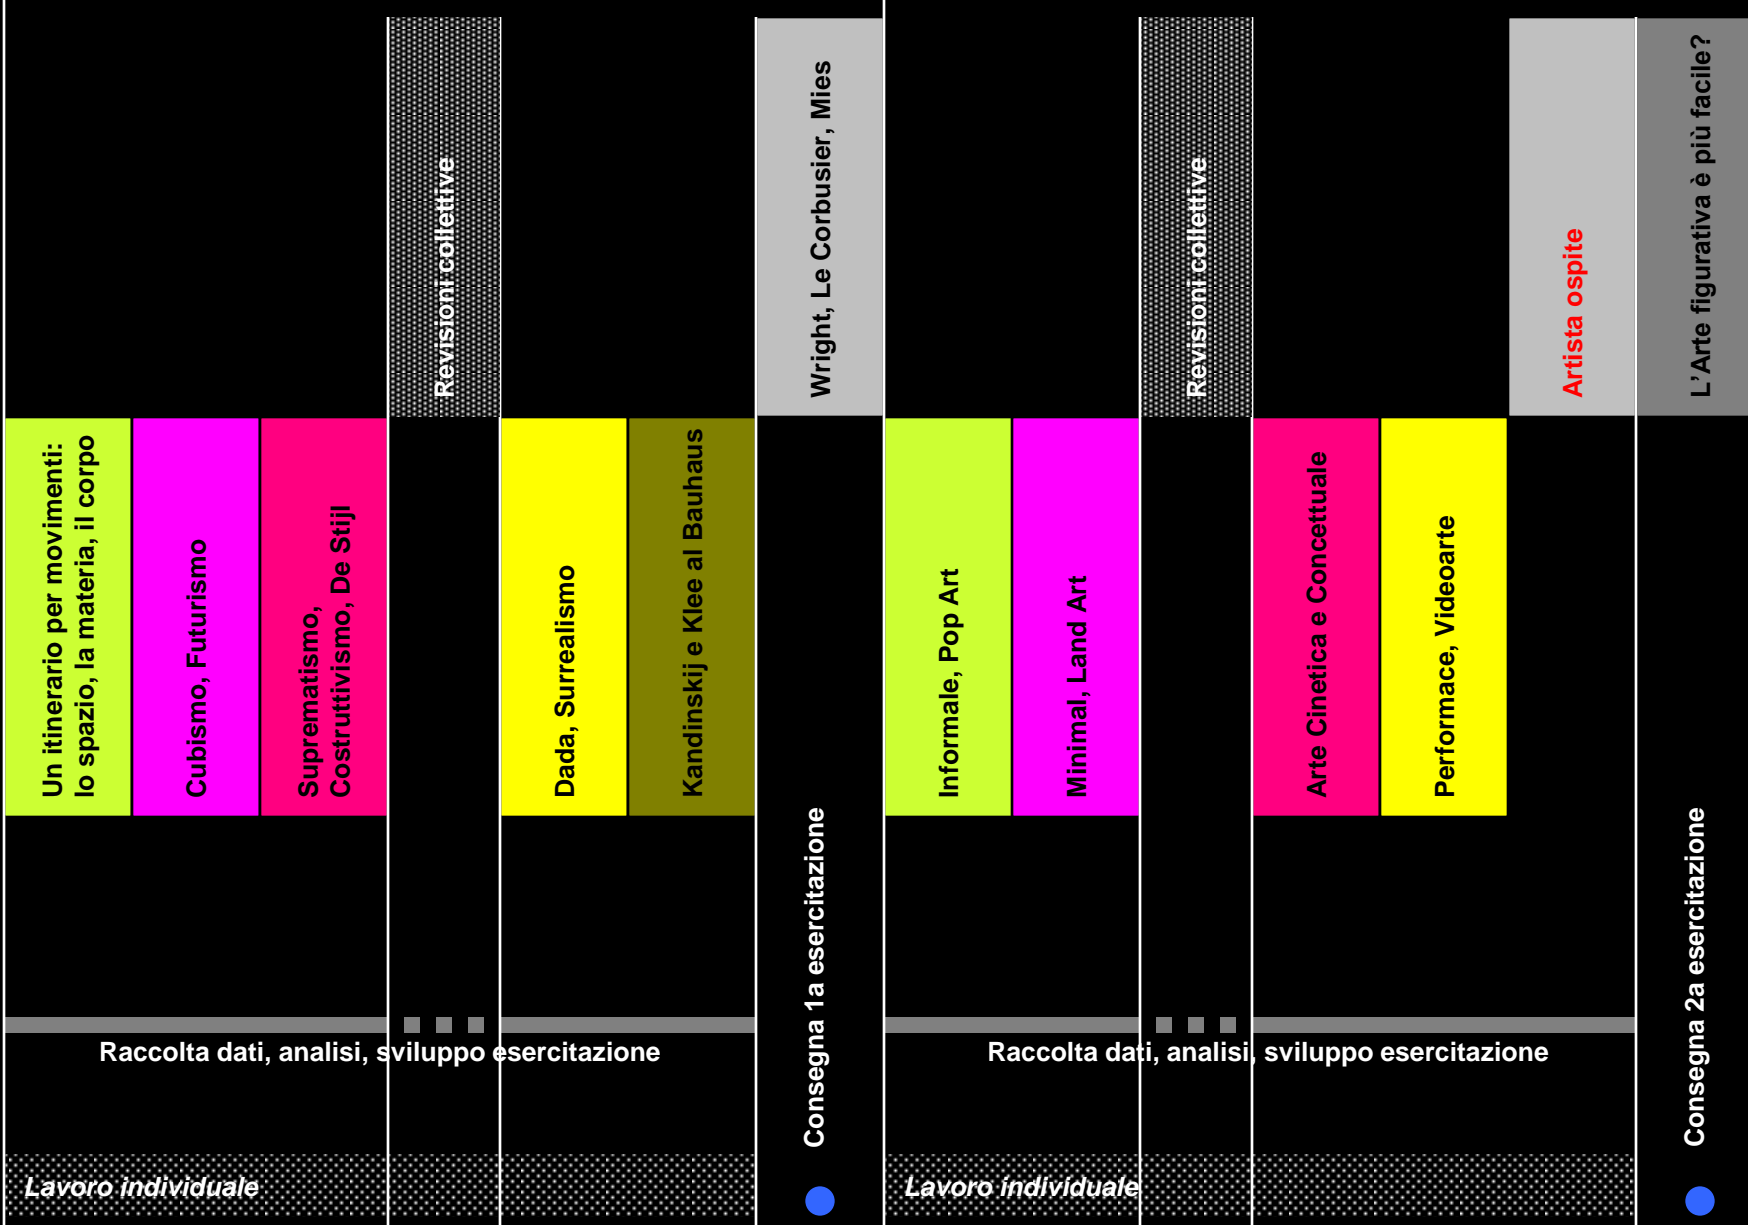 Revisioni collettive
Wright, Le Corbusier, Mies
Revisioni collettive
Artista ospite
L'Arte figurativa è più facile?
Un itinerario per movimenti:
lo spazio, la materia, il corpo
Cubismo, Futurismo
Suprematismo,
Costruttivismo, De Stijl
Dada, Surrealismo
Kandinskij e Klee al Bauhaus
Informale, Pop Art
Minimal, Land Art
Arte Cinetica e Concettuale
Performace, Videoarte
Consegna 1a esercitazione
Consegna 2a esercitazione
Raccolta dati, analisi, sviluppo esercitazione
Raccolta dati, analisi, sviluppo esercitazione
Lavoro individuale
Lavoro individuale